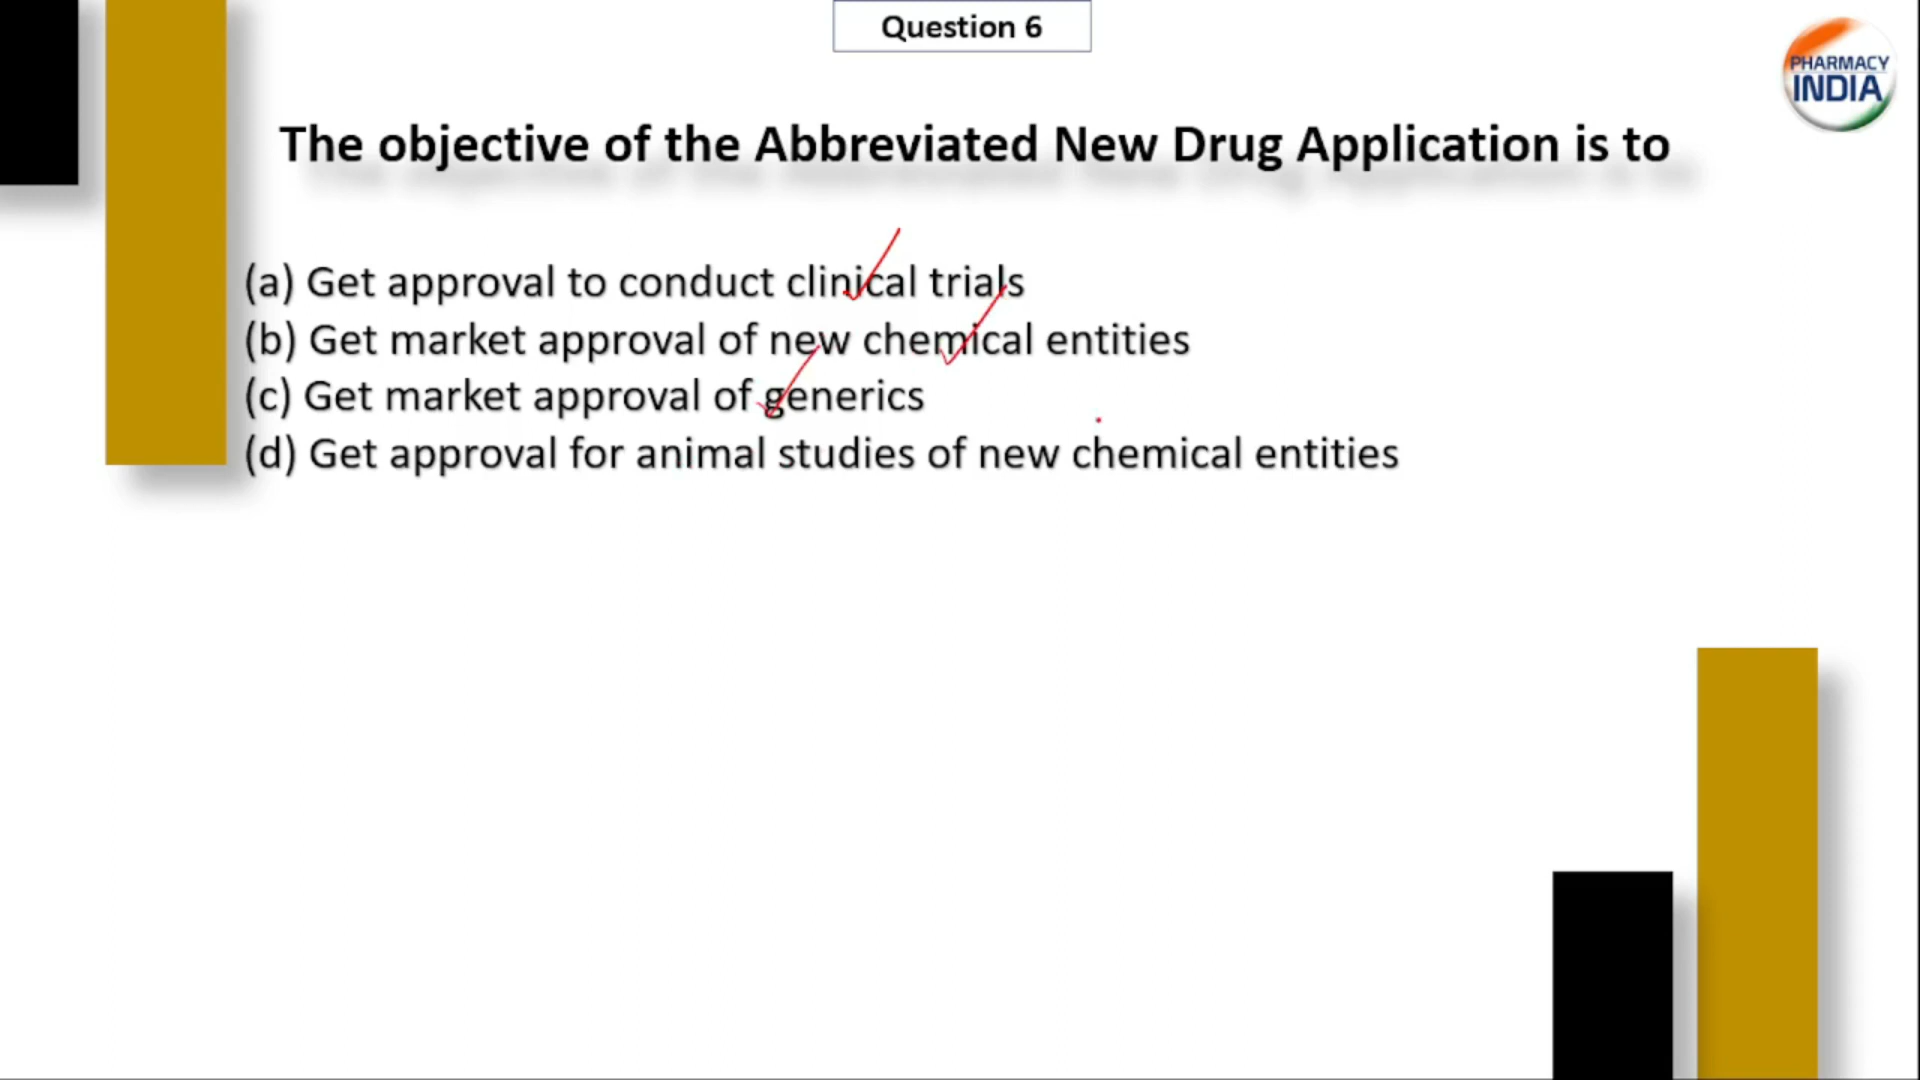 Question 6
PHARMACY
INDIA
The objective of the Abbreviated New Drug Application is to
(a) Get approval to conduct clinical trials
(b) Get market approval of new chemical entities
(c) Get market approval of generics
(d) Get approval for animal studies of new chemical entities